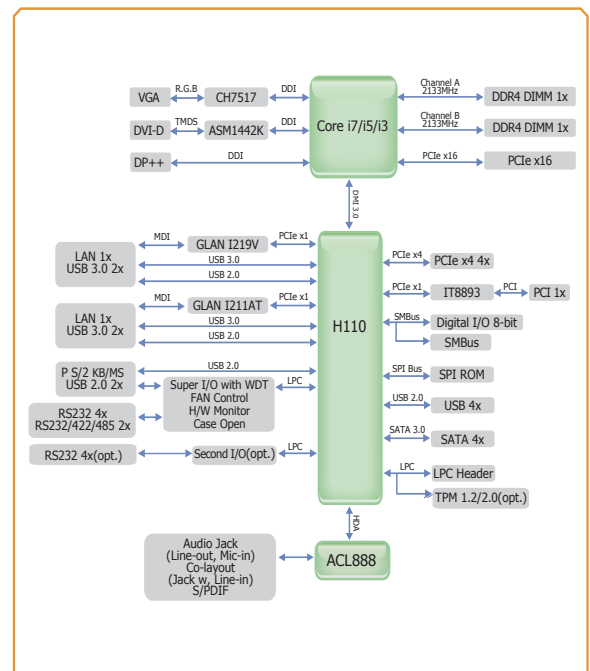 VGA R.G.B CH7517 DDI
DVI-D TMDS ASM1442K DDI
DP++ DDI
Core i7/i5/i3
Channel A
2133MHz
DDR4 DIMM 1x
Channel B
2133MHz
DDR4 DIMM 1x
PCIe x16 PCIe x16
DMI 3.0
H110
LAN 1x
USB 3.0 2x
MDI GLAN I219V PCIe x1
USB 3.0
USB 2.0
LAN 1x
USB 3.0 2x
MDI GLAN I211AT PCIe x1
USB 3.0
USB 2.0
P S/2 KB/MS
USB 2.0 2x
USB 2.0
Super I/O with WDT
FAN Control
H/W Monitor
Case Open
LPC
RS232 4x
RS232/422/485 2x
RS232 4x(opt.) Second I/O(opt.) LPC
PCIe x4 PCIe x4 4x
PCIe x1 IT8893 PCI PCI 1x
SMBus Digital I/O 8-bit
SMBus
SPI Bus SPI ROM
USB 2.0 USB 4x
SATA 3.0 SATA 4x
LPC LPC Header
TPM 1.2/2.0(opt.)
HDA
Audio Jack
(Line-out, Mic-in)
Co-layout
(Jack w, Line-in)
S/PDIF
ACL888